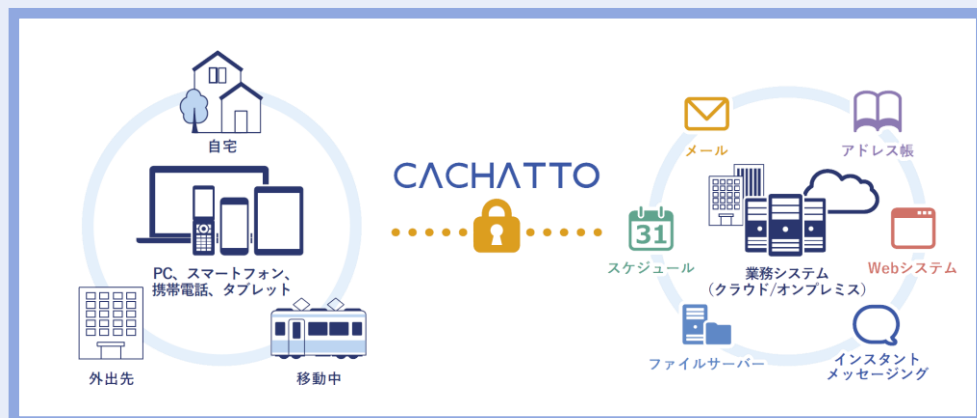 自宅
PC、スマートフォン、
携帯電話、タブレット
外出先
移動中
CACHATTO
メール
アドレス帳
31
スケジュール
業務システム
(クラウド/オンプレミス)
Webシステム
ファイルサーバー
インスタント
メッセージング